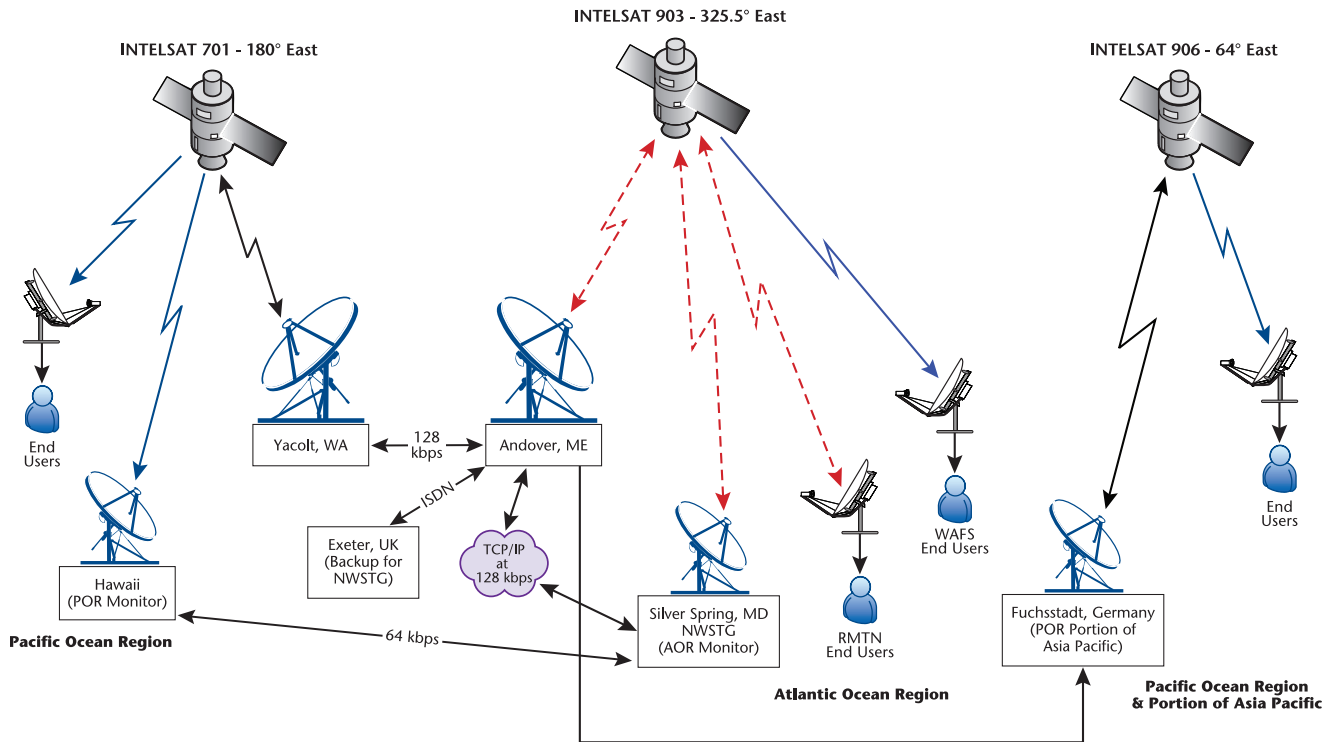 INTELSAT 903 - 325.5° East
INTELSAT 701 - 180° East
INTELSAT 906 - 64° East
End
Users
Yacolt, WA
128
kbps
Andover, ME
ISDN
Exeter, UK
(Backup for
NWSTG)
TCP/IP
at
128 kbps
Hawaii
(POR Monitor)
Pacific Ocean Region
64 kbps
Silver Spring, MD
NWSTG
(AOR Monitor)
RMTN
End Users
WAFS
End Users
Atlantic Ocean Region
Fuchsstadt, Germany
(POR Portion of
Asia Pacific)
End
Users
Pacific Ocean Region
& Portion of Asia Pacific